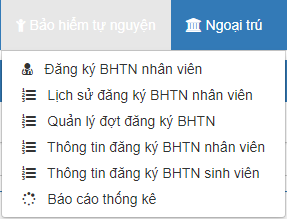 Bảo hiểm tự nguyện Ngoại trú
Đăng ký BHTN nhân viên
Lịch sử đăng ký BHTN nhân viên
Quản lý đợt đăng ký BHTN
Thông tin đăng ký BHTN nhân viên
Thông tin đăng ký BHTN sinh viên
Báo cáo thống kê